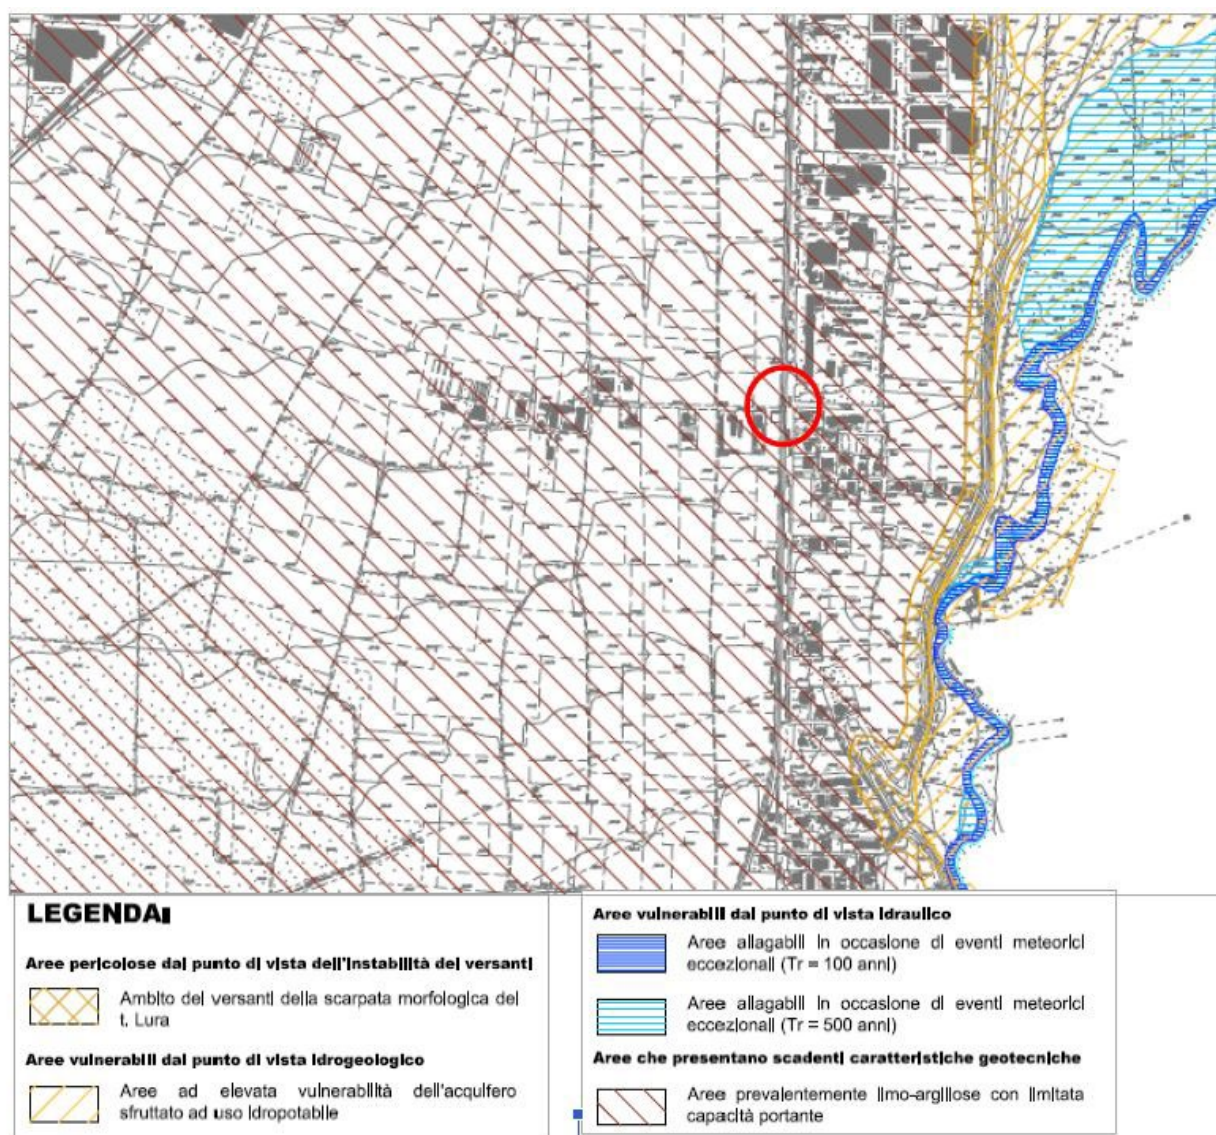 LEGENDA
Aree pericolose dal punto di vista dell'instabilità dei versanti
Ambito dei versanti della scarpata morfologica del
t. Lura
Aree vulnerabili dal punto di vista idrogeologico
Aree ad elevata vulnerabilità dell'acquifero
sfruttato ad uso idropotabile
Aree vulnerabili dal punto di vista idraulico
Aree allagabili in occasione di eventi meteorici
eccezionali (Tr = 100 anni)
Aree allagabili in occasione di eventi meteorici
eccezionali (Tr = 500 anni)
Aree che presentano scadenti caratteristiche geotecniche
Aree prevalentemente limo-argillose con limitata
capacità portante